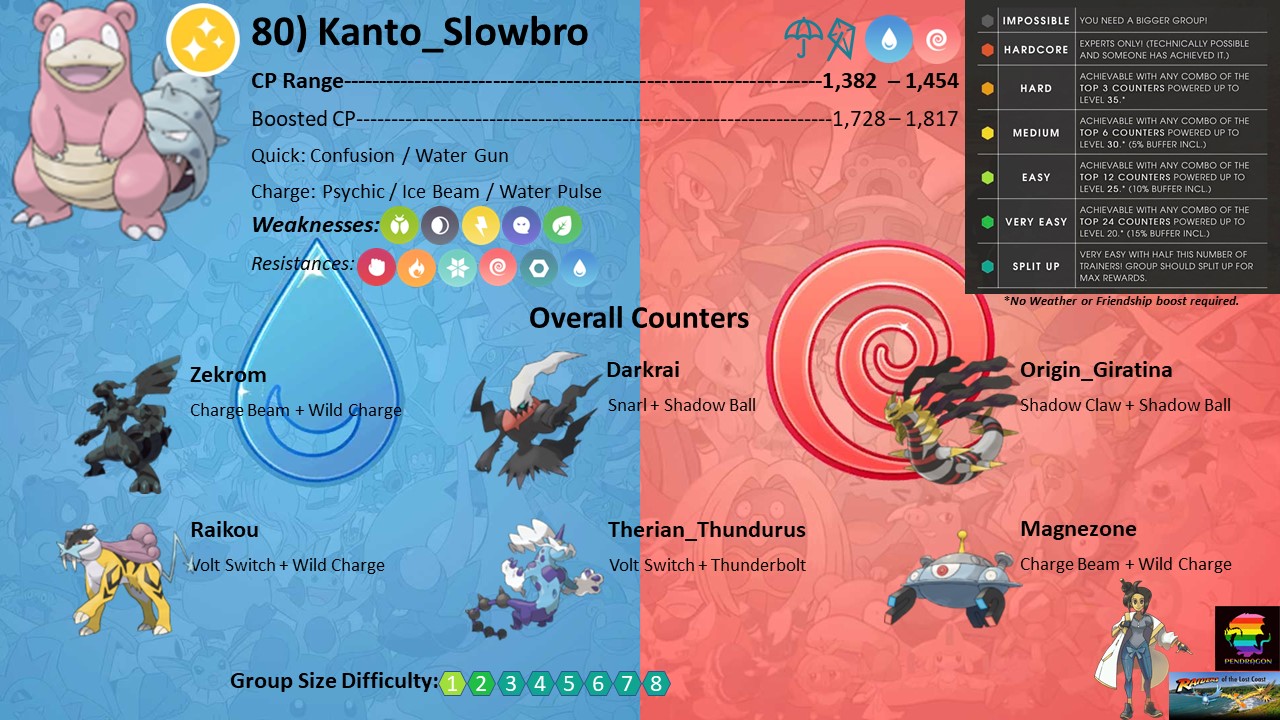 80) Kanto_Slowbro
CP Range--------------------------------------------------------------------1,382 – 1,454
Boosted CP--------------------------------------------------------------------1,728 – 1,817
Quick: Confusion / Water Gun
Charge: Psychic / Ice Beam / Water Pulse
Weaknesses:
Resistances:
IMPOSSIBLE YOU NEED A BIGGER GROUP!
HARDCORE EXPERTS ONLY! (TECHNICALLY POSSIBLE
AND SOMEONE HAS ACHIEVED IT.)
HARD ACHIEVABLE WITH ANY COMBO OF THE
TOP 3 COUNTERS POWERED UP TO
LEVEL 35.*
MEDIUM ACHIEVABLE WITH ANY COMBO OF THE
TOP 6 COUNTERS POWERED UP TO
LEVEL 30.* (5% BUFFER INCL.)
EASY ACHIEVABLE WITH ANY COMBO OF THE
TOP 12 COUNTERS POWERED UP TO
LEVEL 25.* (10% BUFFER INCL.)
VERY EASY ACHIEVABLE WITH ANY COMBO OF THE
TOP 24 COUNTERS POWERED UP TO
LEVEL 20.* (15% BUFFER INCL.)
SPLIT UP VERY EASY WITH HALF THIS NUMBER OF
TRAINERS! GROUP SHOULD SPLIT UP FOR
MAX REWARDS.
*No Weather or Friendship boost required.
Overall Counters
Zekrom
Charge Beam + Wild Charge
Darkrai
Snarl + Shadow Ball
Origin_Giratina
Shadow Claw + Shadow Ball
Raikou
Volt Switch + Wild Charge
Therian_Thundurus
Volt Switch + Thunderbolt
Magnezone
Charge Beam + Wild Charge
Group Size Difficulty: 1 2 3 4 5 6 7 8
PENDRAGON
RAIDERS of the Lost Coast